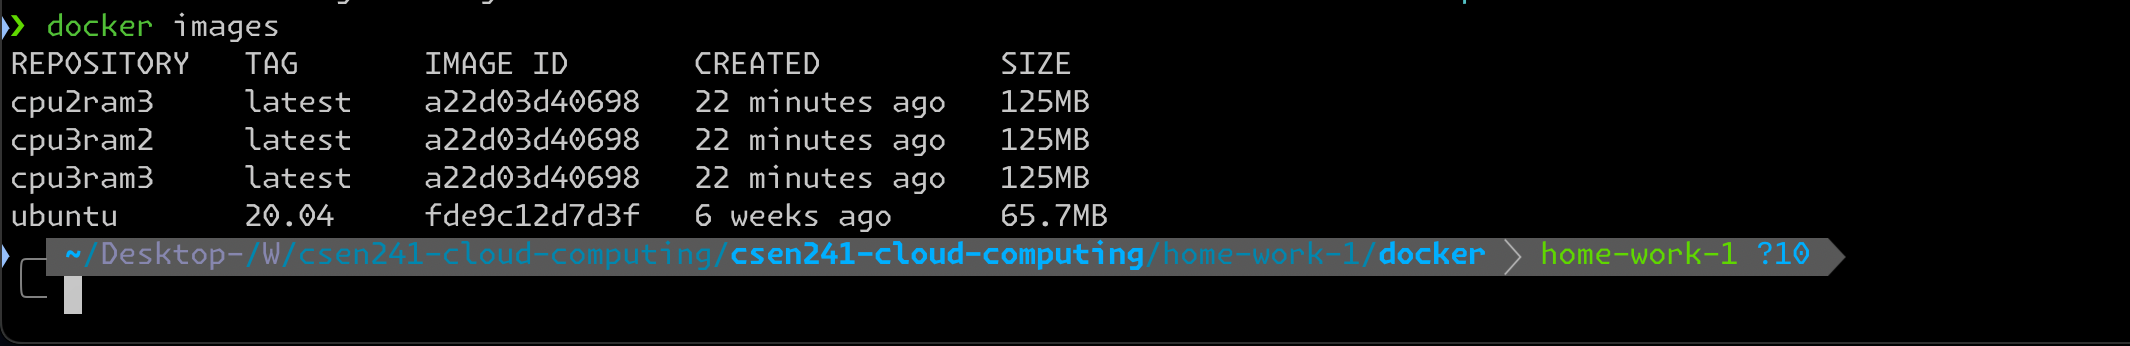 ❯ docker images
REPOSITORY   TAG       IMAGE ID       CREATED          SIZE
cpu2ram3     latest    a22d03d40698   22 minutes ago   125MB
cpu3ram2     latest    a22d03d40698   22 minutes ago   125MB
cpu3ram3     latest    a22d03d40698   22 minutes ago   125MB
ubuntu       20.04     fde9c12d7d3f   6 weeks ago      65.7MB
~/Desktop-/W/csen241-cloud-computing/csen241-cloud-computing/home-work-1/docker home-work-1 ?10